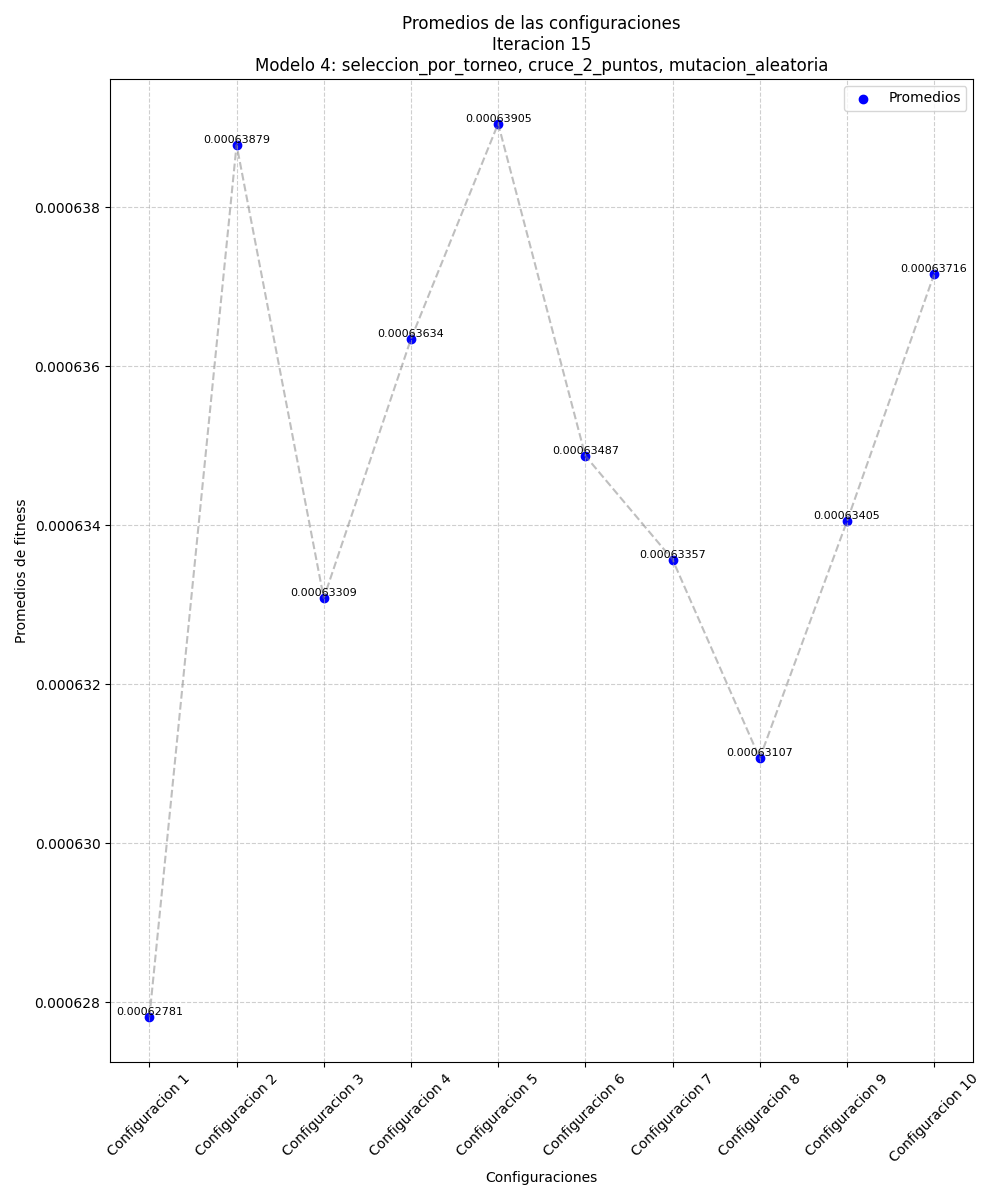 Promedios de las configuraciones
Iteracion 15
Modelo 4: seleccion_por_torneo, cruce_2_puntos, mutacion_aleatoria
Promedios
0.00063905
0.00063879
0.000638
0.00063716
0.00063634
0.000636
0.00063487
0.00063405
0.000634
0.00063357
0.00063309
Promedios de fitness
0.000632
0.00063107
0.000630
0.00062781
0.000628
Configuracion 1
Configuracion 2
Configuracion 3
Configuracion 4
Configuracion 5
Configuracion 6
Configuracion 7
Configuracion 8
Configuracion 9
Configuracion 10
Configuraciones